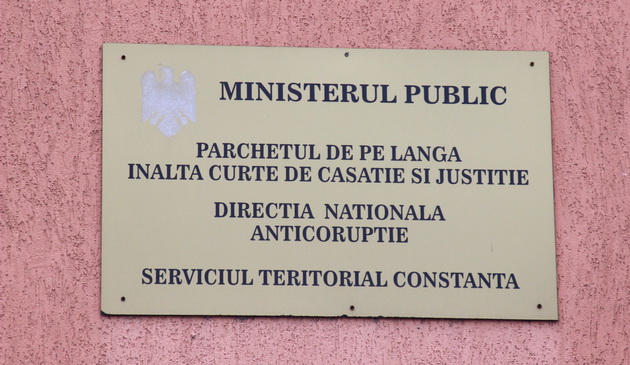 MINISTERUL PUBLIC
PARCHETUL DE PE LANGA
INALTA CURTE DE CASATIE SI JUSTITIE
DIRECTIA NATIONALA
ANTICORUPTIE
SERVICIUL TERITORIAL CONSTANTA